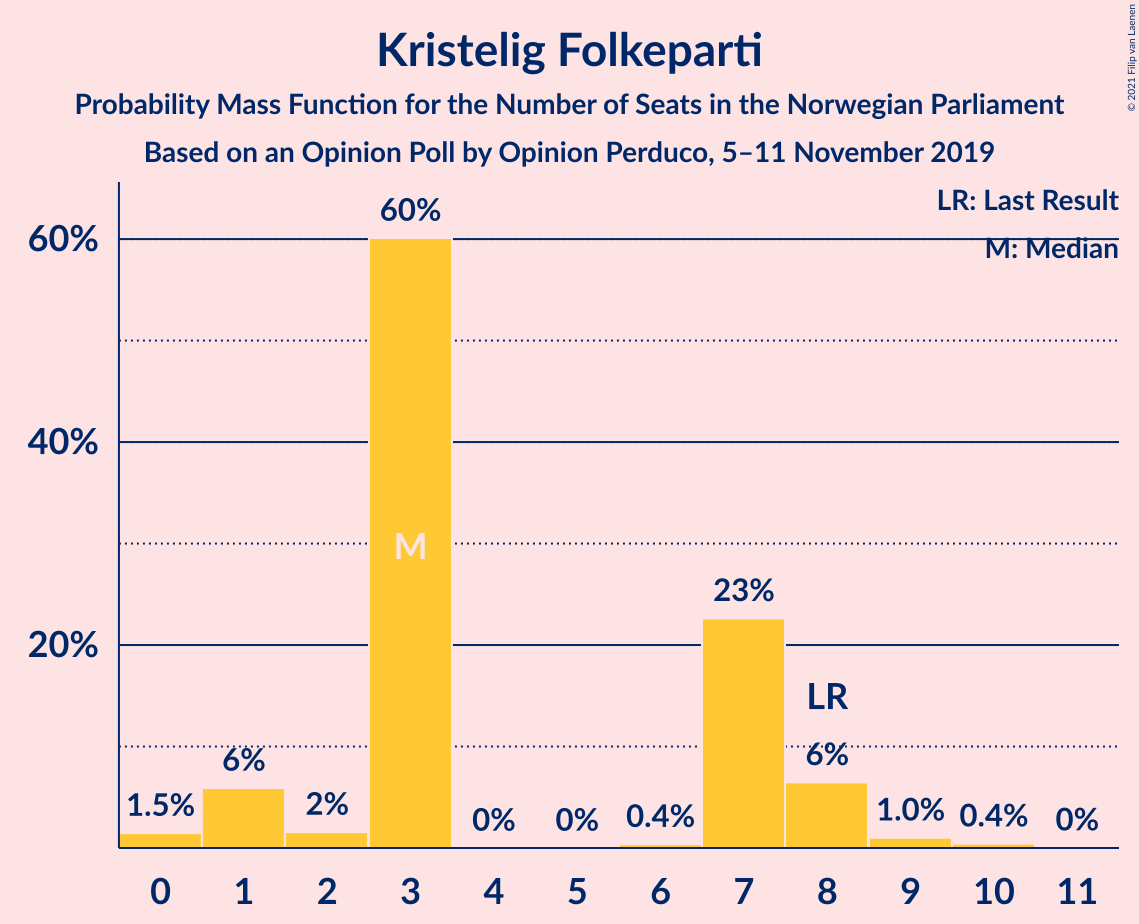 © 2021 Filip van Laenen
Kristelig Folkeparti
Probability Mass Function for the Number of Seats in the Norwegian Parliament
Based on an Opinion Poll by Opinion Perduco, 5–11 November 2019
LR: Last Result
M: Median
60%
40%
20%
1.5%
6%
2%
60%
M
0%
0%
0.4%
23%
LR
6%
1.0%
0.4%
0%
0 1 2 3 4 5 6 7 8 9 10 11